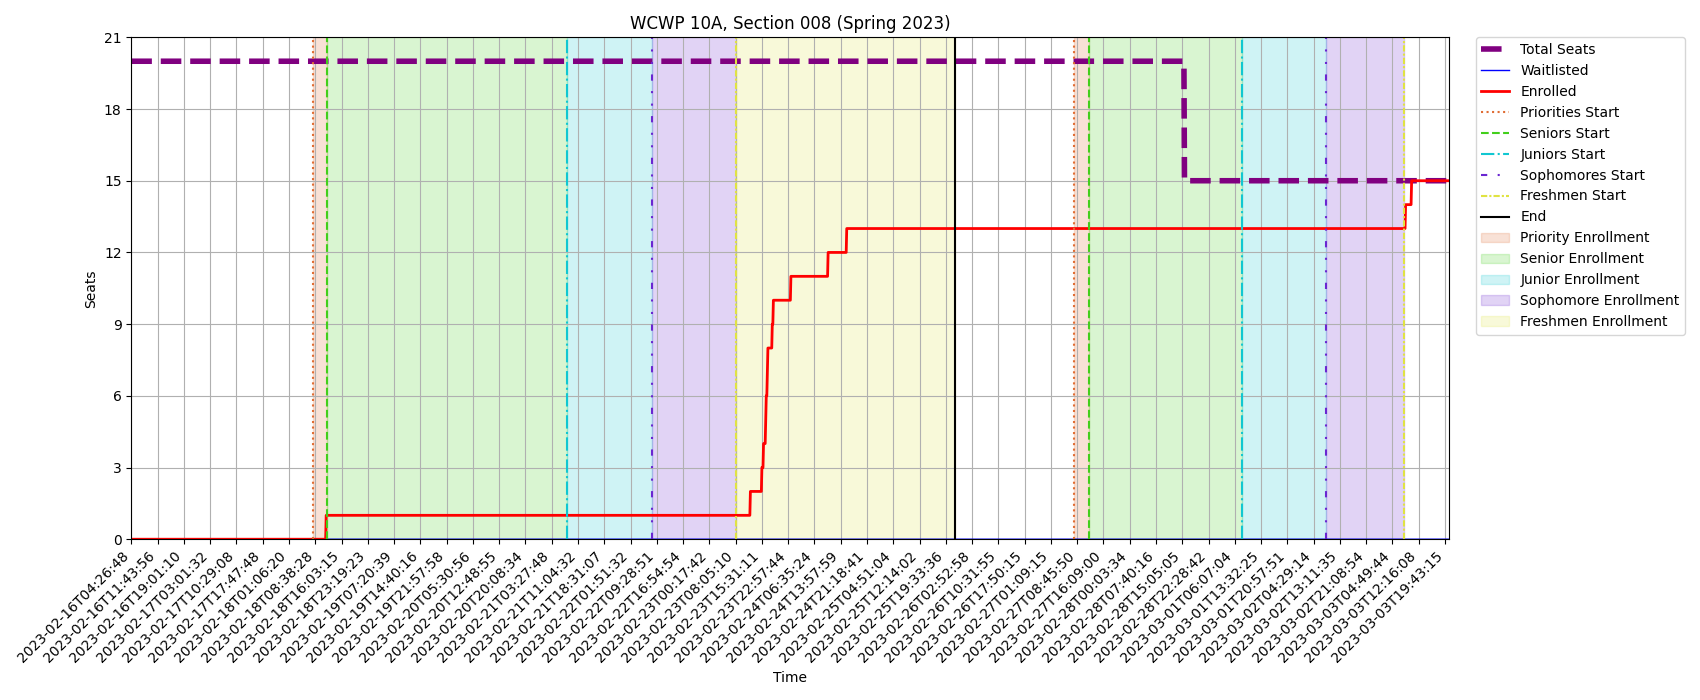 WCWP 10A, Section 008 (Spring 2023)
Seats
21
18
15
12
9
6
3
0
2023-02-16T04:26:48
2023-02-16T11:43:56
2023-02-16T19:01:10
2023-02-17T03:01:32
2023-02-17T10:29:08
2023-02-17T17:47:48
2023-02-18T01:06:20
2023-02-18T08:38:28
2023-02-18T16:03:15
2023-02-18T23:19:23
2023-02-19T07:20:39
2023-02-19T14:40:16
2023-02-19T21:57:58
2023-02-20T05:30:56
2023-02-20T12:48:55
2023-02-20T20:08:34
2023-02-21T03:27:48
2023-02-21T11:04:32
2023-02-21T18:31:07
2023-02-22T01:51:32
2023-02-22T09:28:51
2023-02-22T16:54:54
2023-02-23T00:17:42
2023-02-23T08:05:10
2023-02-23T15:31:11
2023-02-23T22:57:44
2023-02-24T06:35:24
2023-02-24T13:57:59
2023-02-24T21:18:41
2023-02-25T04:51:04
2023-02-25T12:14:02
2023-02-25T19:33:36
2023-02-26T02:52:58
2023-02-26T10:31:55
2023-02-26T17:50:15
2023-02-27T01:09:15
2023-02-27T08:45:50
2023-02-27T16:09:00
2023-02-28T00:03:34
2023-02-28T07:40:16
2023-02-28T15:05:05
2023-02-28T22:28:42
2023-03-01T06:07:04
2023-03-01T13:32:25
2023-03-01T20:57:51
2023-03-02T04:29:14
2023-03-02T13:11:35
2023-03-02T21:08:54
2023-03-03T04:49:44
2023-03-03T12:16:08
2023-03-03T19:43:15
Time
Total Seats
Waitlisted
Enrolled
Priorities Start
Seniors Start
Juniors Start
Sophomores Start
Freshmen Start
End
Priority Enrollment
Senior Enrollment
Junior Enrollment
Sophomore Enrollment
Freshmen Enrollment